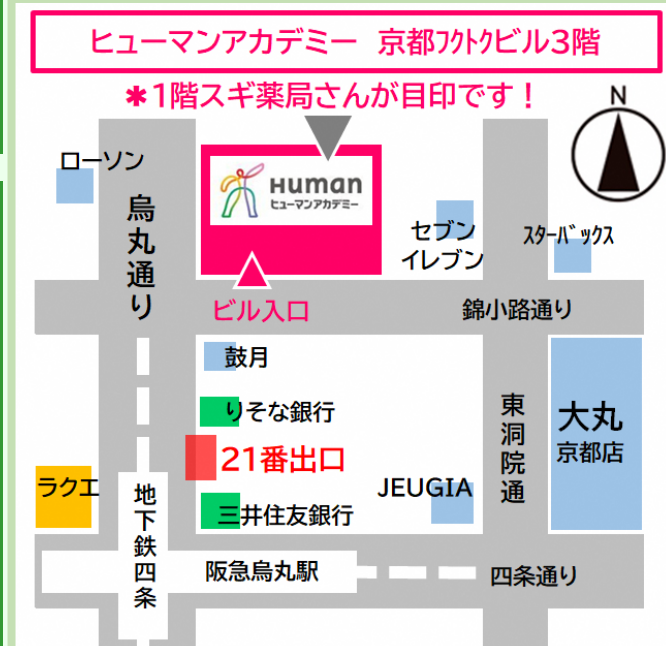 ヒューマンアカデミー 京都フクトクビル3階
*1階スギ薬局さんが目印です!
N
ローソン
烏丸通り
Human
ヒューマンアカデミー
セブン
イレブン
スターバックス
ビル入口
錦小路通り
鼓月
りそな銀行
21番出口
三井住友銀行
ラクエ
地下鉄四条
JEUGIA
東洞院通
大丸
京都店
阪急烏丸駅
四条通り